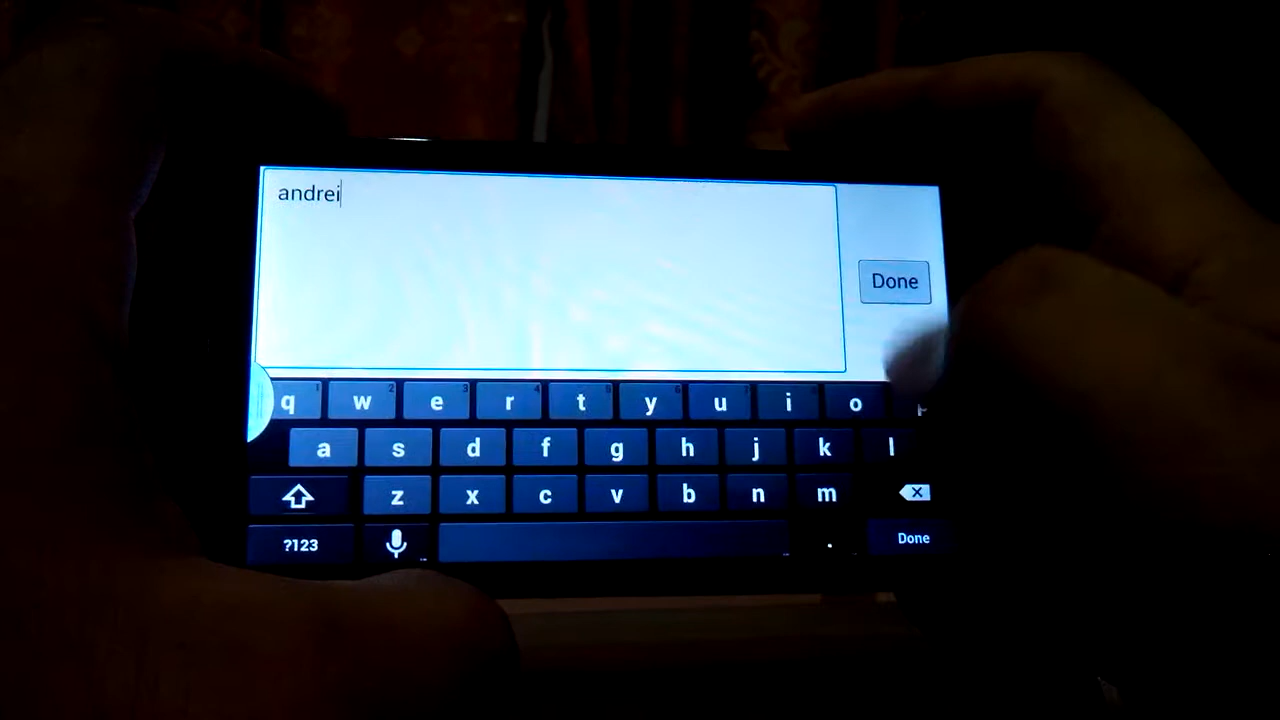 andrei
Done
q w e r t y u i o p
a s d f g h j k l
z x c v b n m
?123 . Done